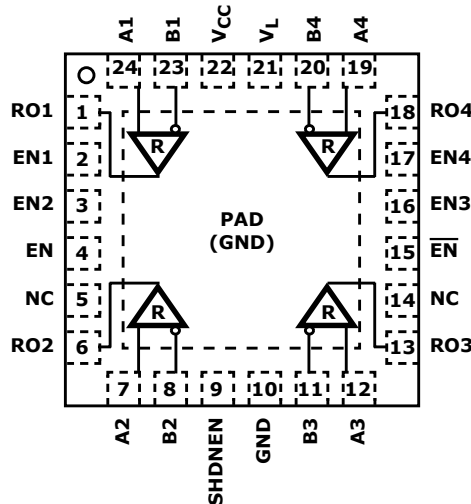 A1 B1 VCC VL B4 A4
24 23 22 21 20 19
RO1 1 18 RO4
R R
EN1 2 17 EN4
EN2 3 16 EN3
PAD
(GND)
EN 4 15 EN
NC 5 14 NC
R R
RO2 6 13 RO3
7 8 9 10 11 12
A2 B2 SHDNEN GND B3 A3